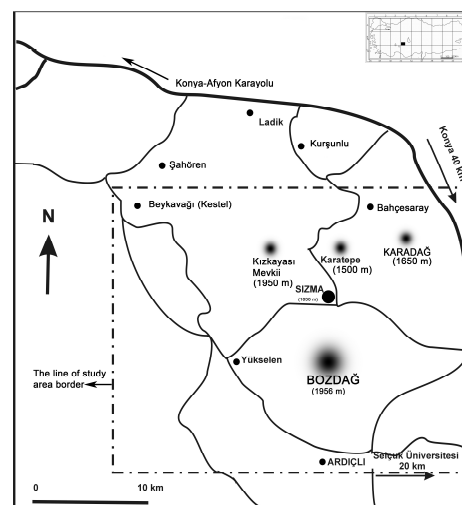 Konya-Afyon Karayolu
Ladik
Kurşunlu
Konya 40 km
Şahören
Beykavağı (Kestel)
Bahçesaray
N
Kızkayası
Mevkii
(1950 m)
Karatepe
(1500 m)
KARADAĞ
(1650 m)
SIZMA
Yükselen
BOZDAĞ
(1956 m)
The line of study
area border
ARDIÇLI
Selçuk Üniversitesi
20 km
0
10 km